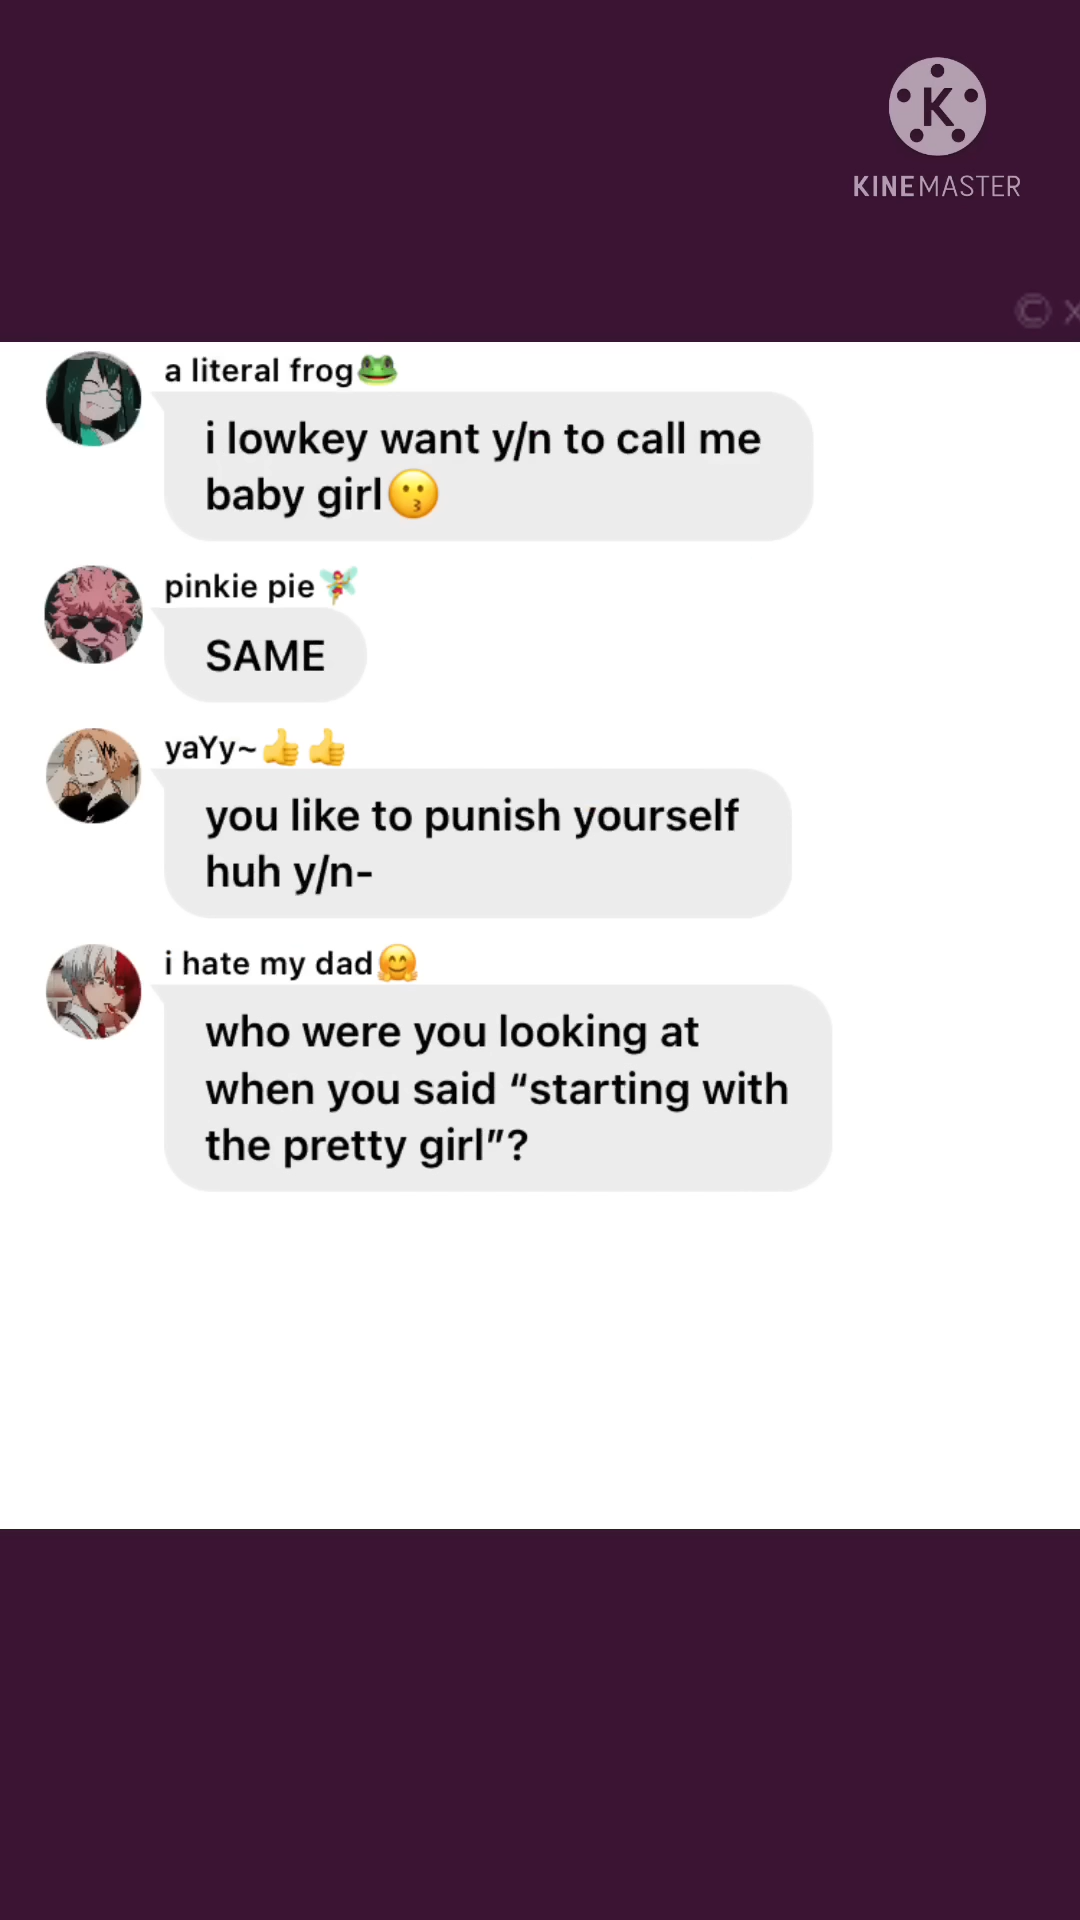 K
KINEMASTER
© x
a literal frog🐸
i lowkey want y/n to call me
baby girl😗
pinkie pie🧚
SAME
yaYy~👍👍
you like to punish yourself
huh y/n-
i hate my dad🤗
who were you looking at
when you said “starting with
the pretty girl”?